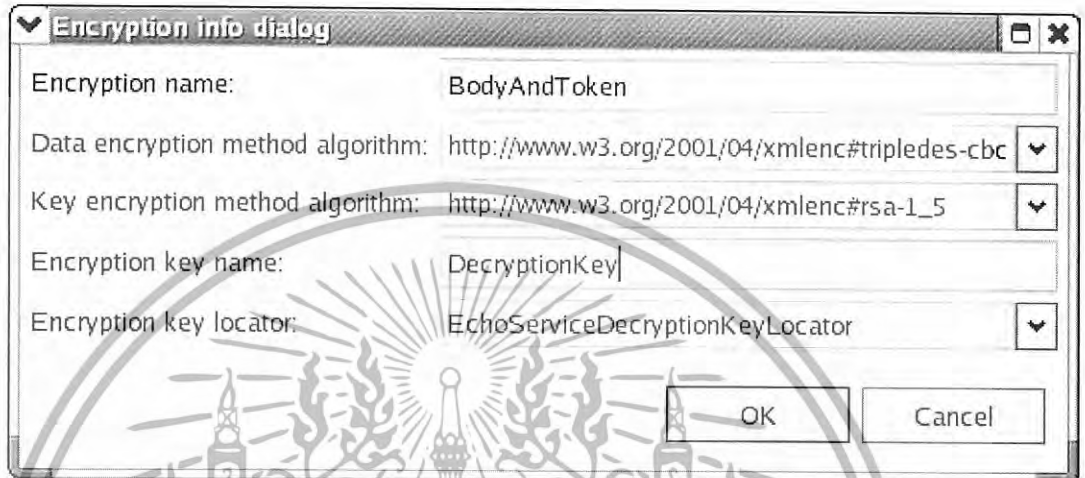 Encryption info dialog
Encryption name: BodyAndToken
Data encryption method algorithm: http://www.w3.org/2001/04/xmlenc#tripledes-cbc
Key encryption method algorithm: http://www.w3.org/2001/04/xmlenc#rsa-1_5
Encryption key name: DecryptionKey
Encryption key locator: EchoServiceDecryptionKeyLocator
OK Cancel